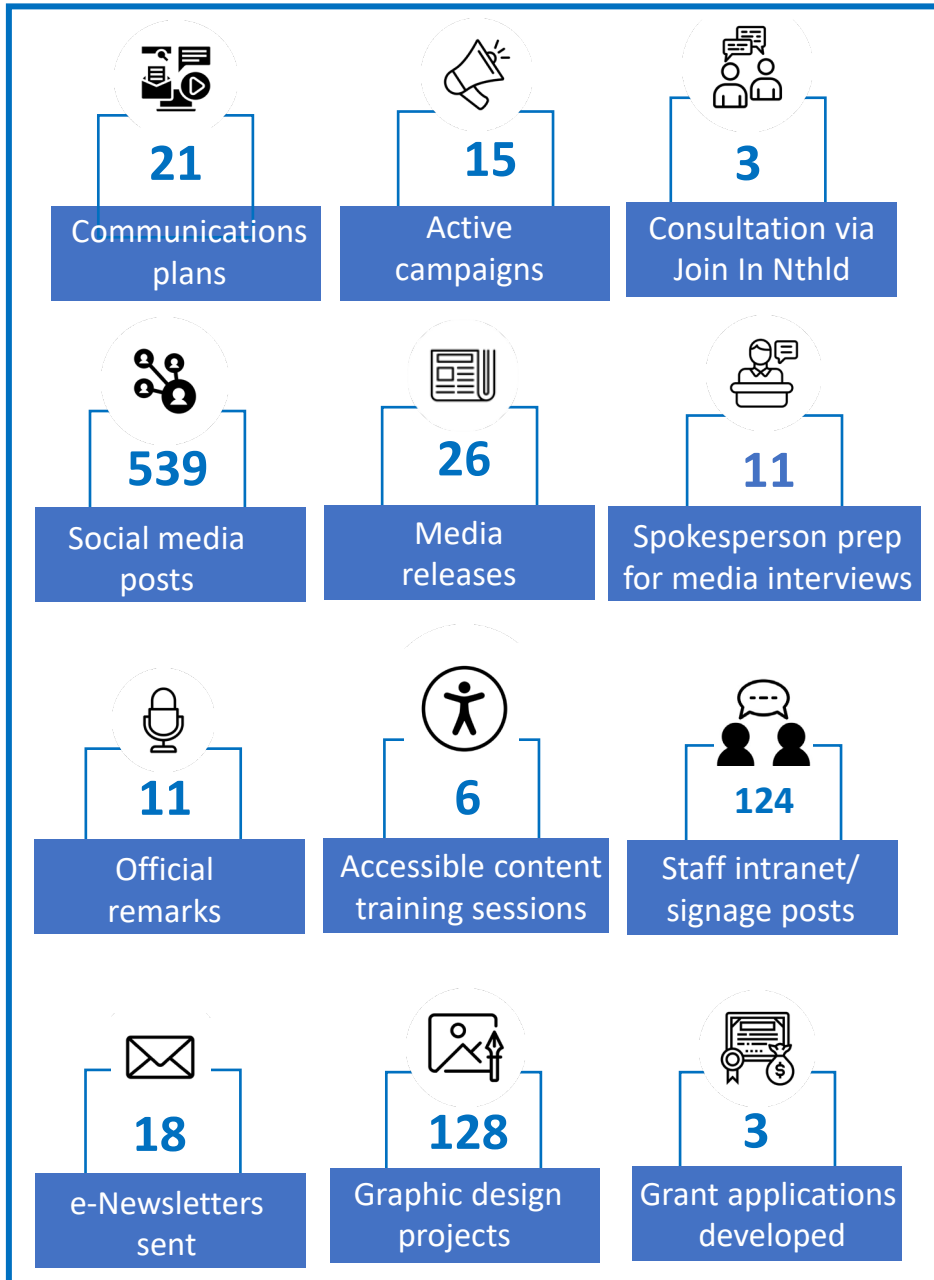 21
Communications
plans
15
Active
campaigns
3
Consultation via
Join In Nthld
539
Social media
posts
26
Media
releases
11
Spokesperson prep
for media interviews
11
Official
remarks
6
Accessible content
training sessions
124
Staff intranet/
signage posts
18
e-Newsletters
sent
128
Graphic design
projects
3
Grant applications
developed